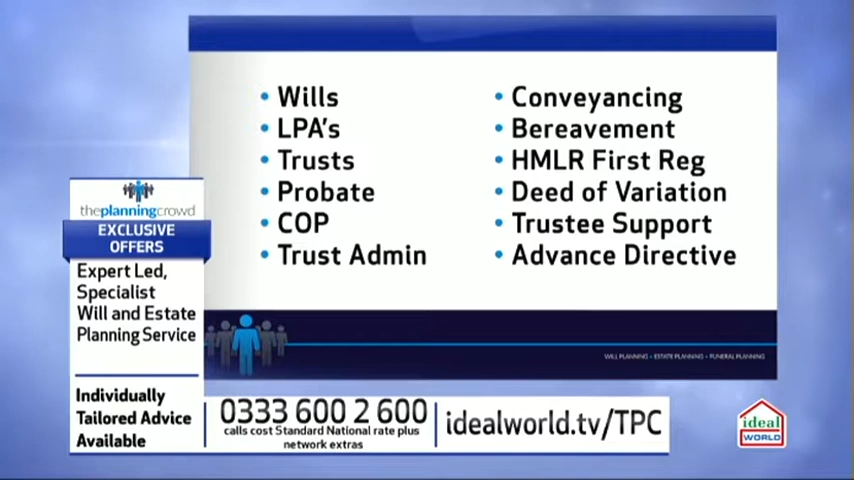 • Wills
• LPA's
• Trusts
• Probate
• COP
• Trust Admin
• Conveyancing
• Bereavement
• HMLR First Reg
• Deed of Variation
• Trustee Support
• Advance Directive
WILL PLANNING • ESTATE PLANNING • FUNERAL PLANNING
theplanningcrowd
EXCLUSIVE
OFFERS
Expert Led,
Specialist
Will and Estate
Planning Service
Individually
Tailored Advice
Available
0333 600 2 600
calls cost Standard National rate plus
network extras
idealworld.tv/TPC
ideal
WORLD